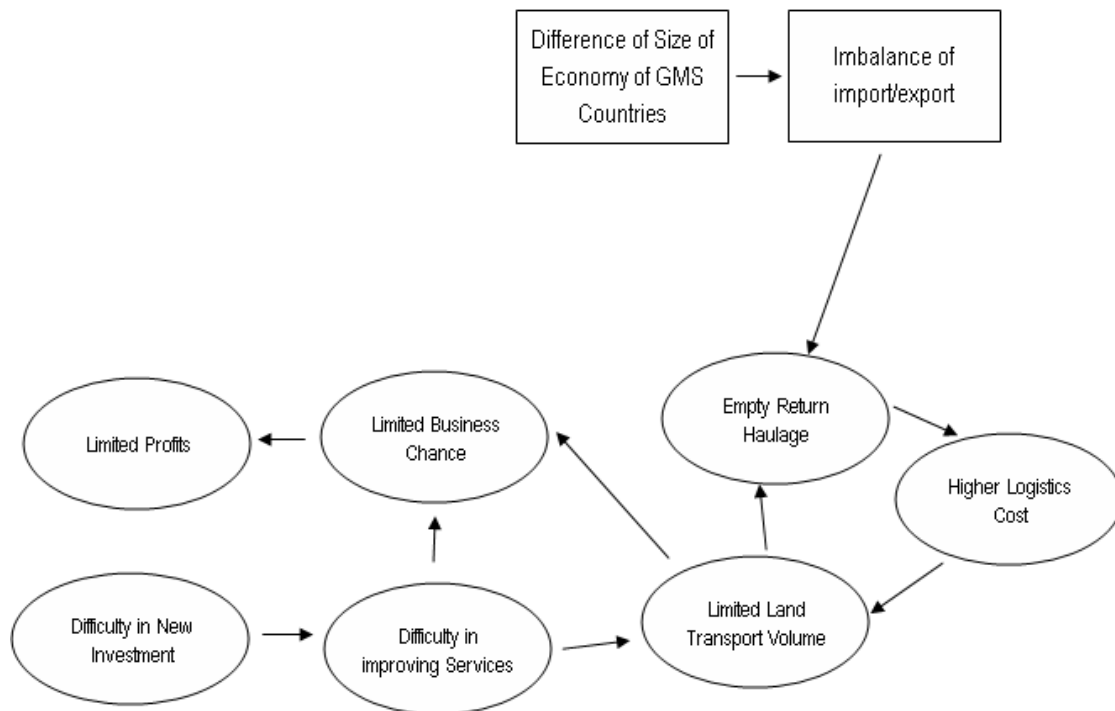 Difference of Size of
Economy of GMS
Countries
Imbalance of
import/export
Empty Return
Haulage
Limited Business
Chance
Limited Profits
Higher Logistics
Cost
Limited Land
Transport Volume
Difficulty in New
Investment
Difficulty in
improving Services